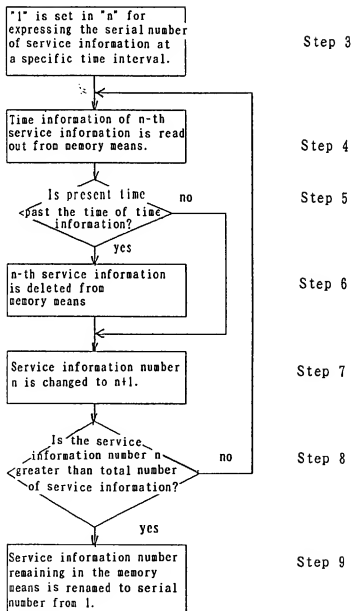 "1" is set in "n" for
expressing the serial number
of service information at
a specific time interval.
Step 3
Time information of n-th
service information is read
out from memory means.
Step 4
Is present time
past the time of time
information?
no
yes
Step 5
n-th service information
is deleted from
memory means
Step 6
Service information number
n is changed to n+1.
Step 7
Is the service
information number n
greater than total number
of service information?
no
yes
Step 8
Service information number
remaining in the memory
means is renamed to serial
number from 1.
Step 9